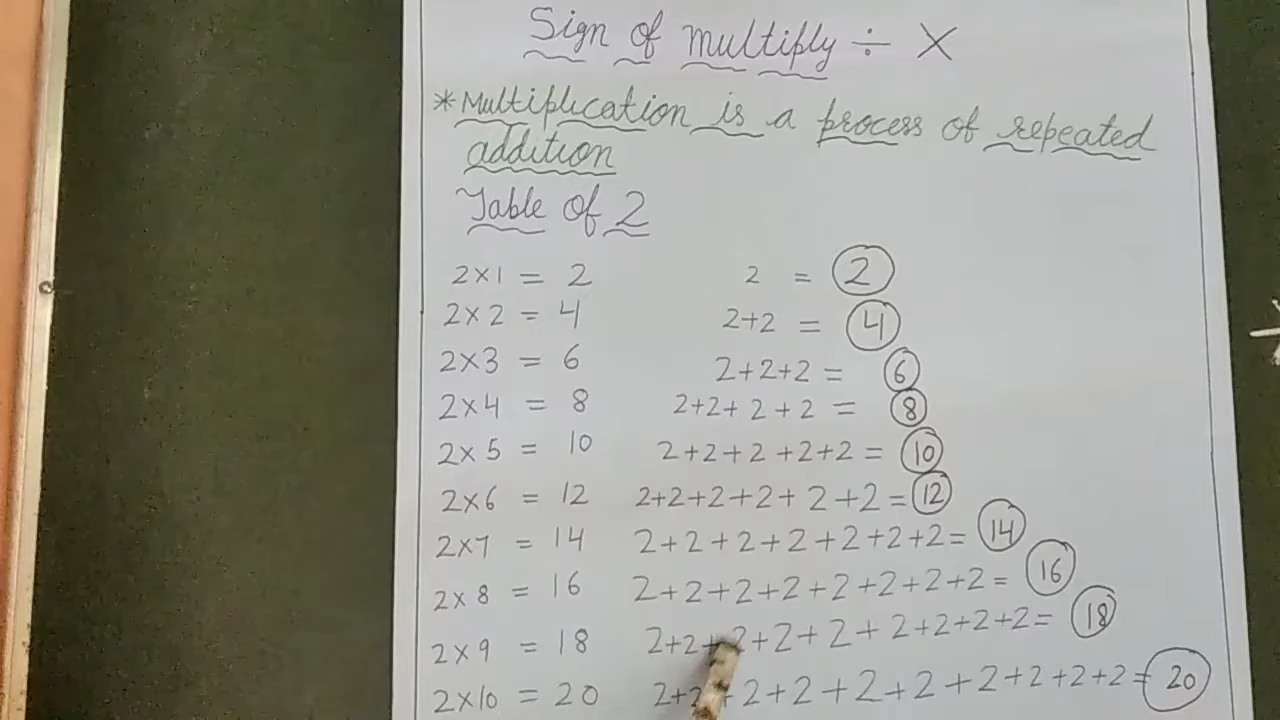 Sign of multiply ÷ ×
*Multiplication is a process of repeated
addition
Table of 2
2×1 = 2 2 = 2
2×2 = 4 2+2 = 4
2×3 = 6 2+2+2 = 6
2×4 = 8 2+2+2+2 = 8
2×5 = 10 2+2+2+2+2 = 10
2×6 = 12 2+2+2+2+2+2 = 12
2×7 = 14 2+2+2+2+2+2+2 = 14
2×8 = 16 2+2+2+2+2+2+2+2 = 16
2×9 = 18 2+2+2+2+2+2+2+2+2 = 18
2×10 = 20 2+2+2+2+2+2+2+2+2+2 = 20